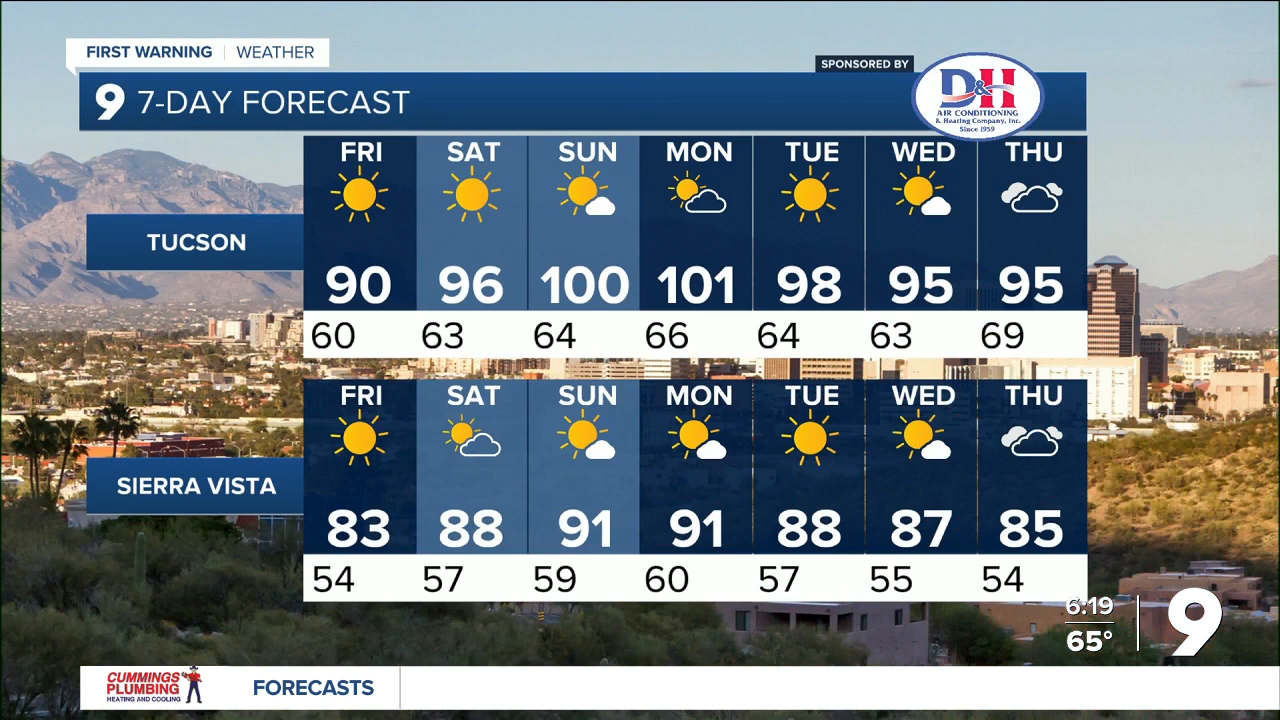 FIRST WARNING | WEATHER
SPONSORED BY
D&H
AIR CONDITIONING
& Heating Company, Inc.
Since 1959
9 7-DAY FORECAST
FRI SAT SUN MON TUE WED THU
TUCSON
90 96 100 101 98 95 95
60 63 64 66 64 63 69
FRI SAT SUN MON TUE WED THU
SIERRA VISTA
83 88 91 91 88 87 85
54 57 59 60 57 55 54
6:19
65° 9
CUMMINGS
PLUMBING
HEATING AND COOLING
FORECASTS